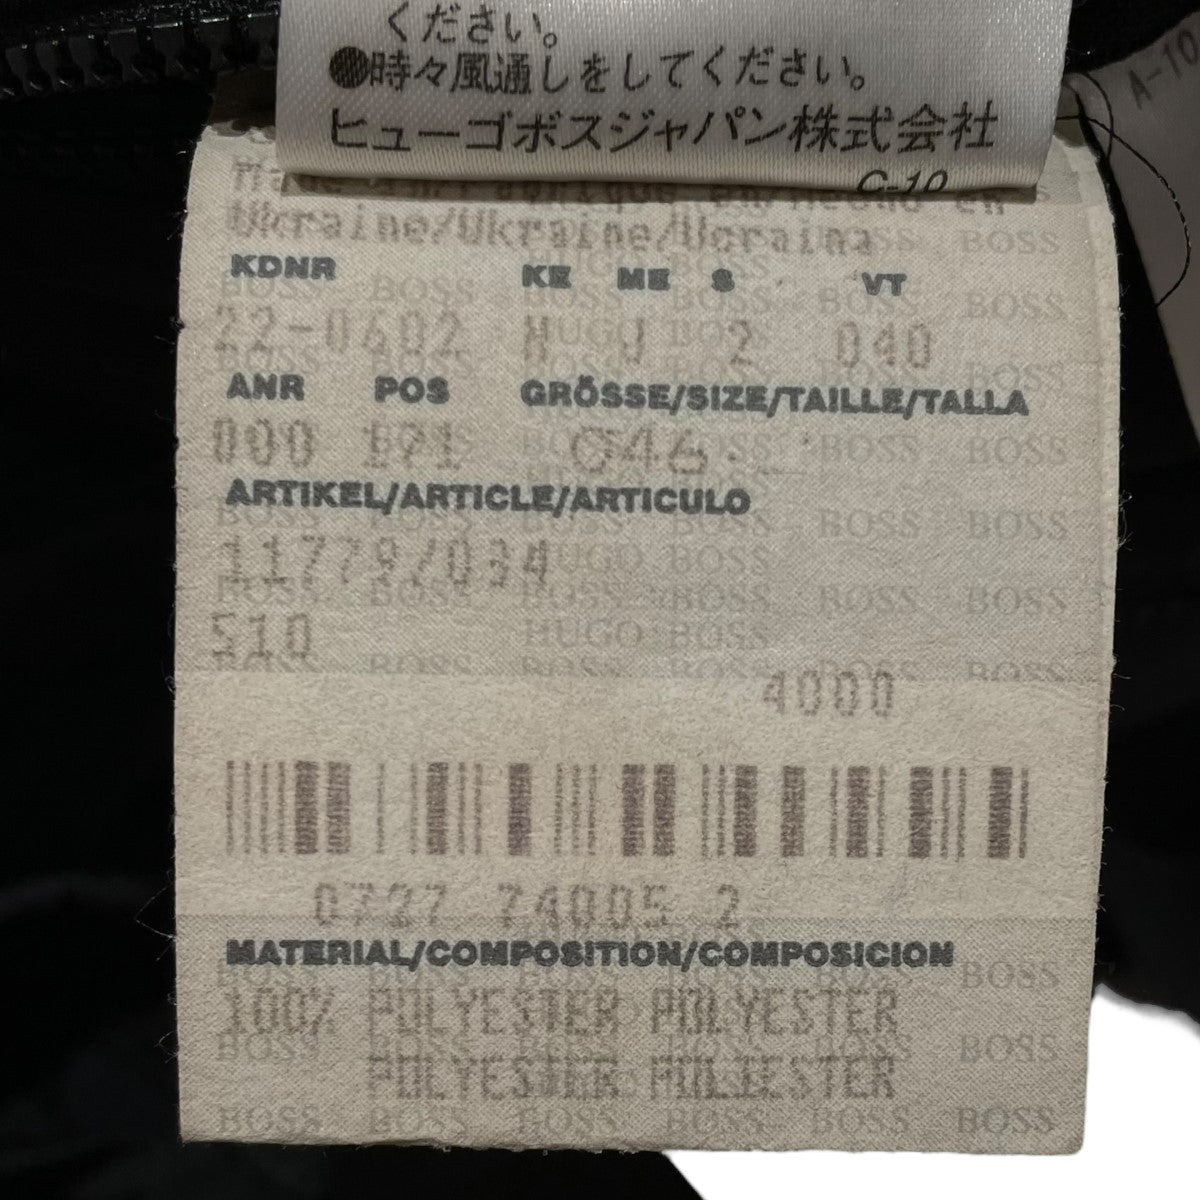 ください。
●時々風通しをしてください。
ヒューゴボスジャパン株式会社
C-10
A-10
Ukraine/Ukraine/Ucraina
KDNR KE ME S VT
22-0602 H J 2 040
ANR POS GRÖSSE/SIZE/TAILLE/TALLA
000 171 C46
ARTIKEL/ARTICLE/ARTICULO
11779/034
510
4000
0727 74005 2
MATERIAL/COMPOSITION/COMPOSICION
100% POLYESTER POLYESTER
POLYESTER POLIESTER